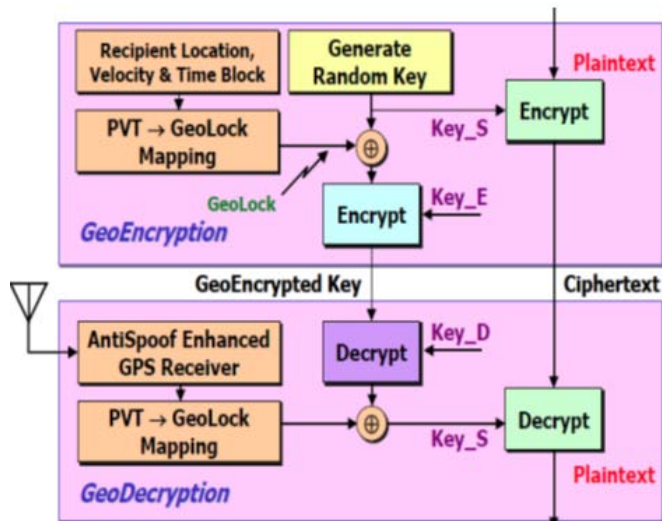 Recipient Location,
Velocity & Time Block
Generate
Random Key
Plaintext
PVT → GeoLock
Mapping
Key_S
Encrypt
⊕
GeoLock
Encrypt
Key_E
GeoEncryption
GeoEncrypted Key
Ciphertext
AntiSpoof Enhanced
GPS Receiver
Decrypt
Key_D
PVT → GeoLock
Mapping
⊕
Key_S
Decrypt
Plaintext
GeoDecryption